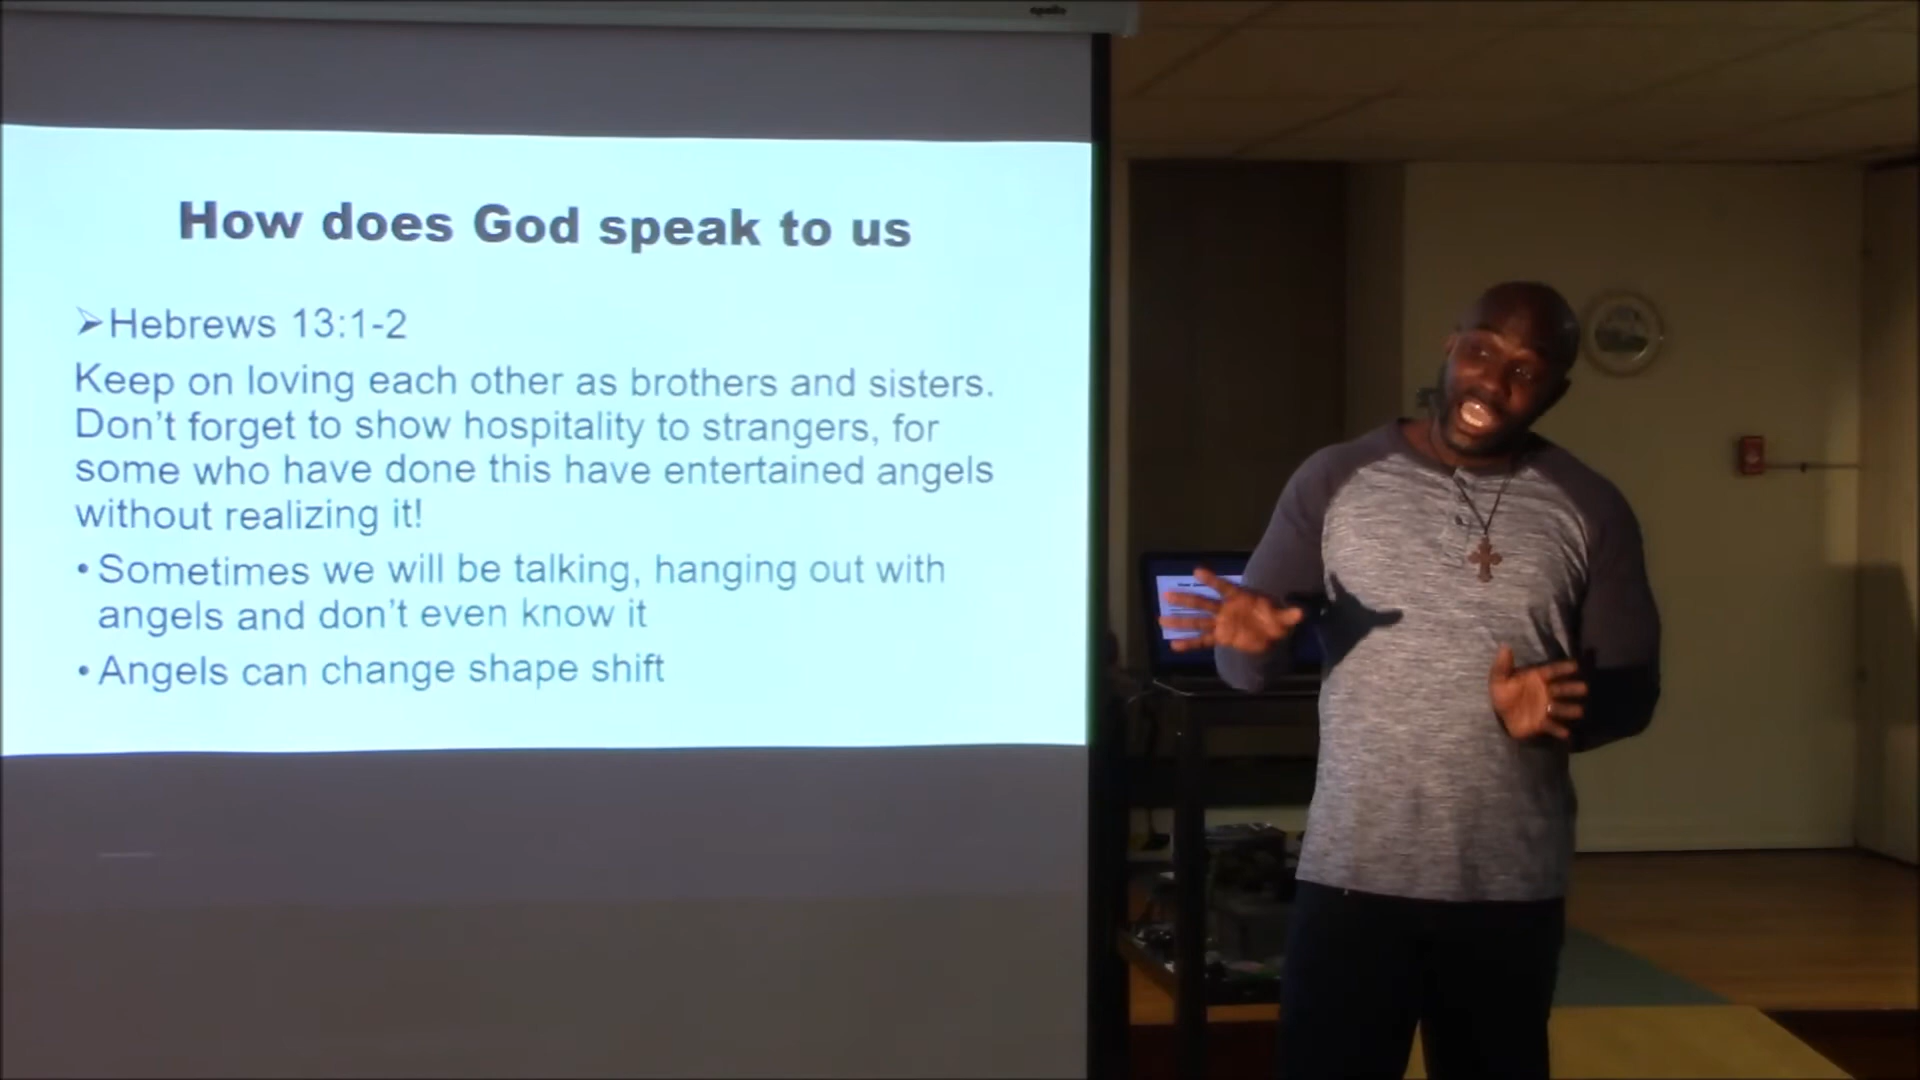 apollo
How does God speak to us
➤Hebrews 13:1-2
Keep on loving each other as brothers and sisters.
Don't forget to show hospitality to strangers, for
some who have done this have entertained angels
without realizing it!
• Sometimes we will be talking, hanging out with
angels and don't even know it
• Angels can change shape shift